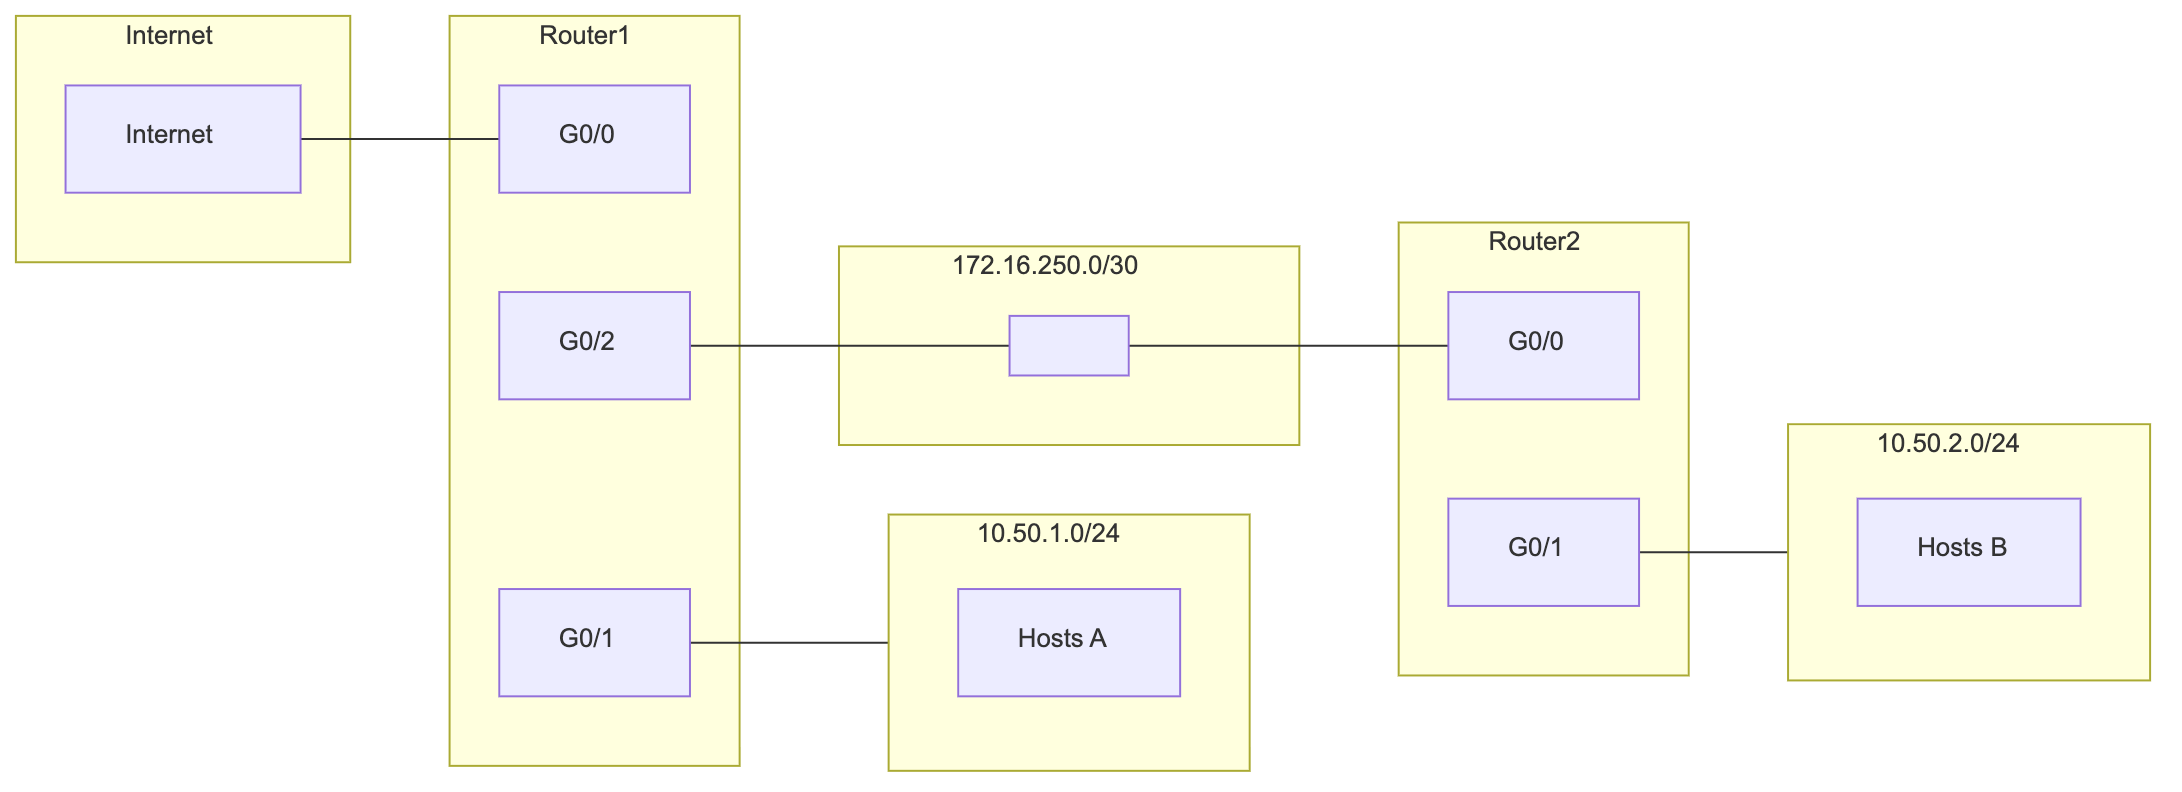 Internet
Internet
Router1
G0/0
G0/2
G0/1
172.16.250.0/30
10.50.1.0/24
Hosts A
Router2
G0/0
G0/1
10.50.2.0/24
Hosts B